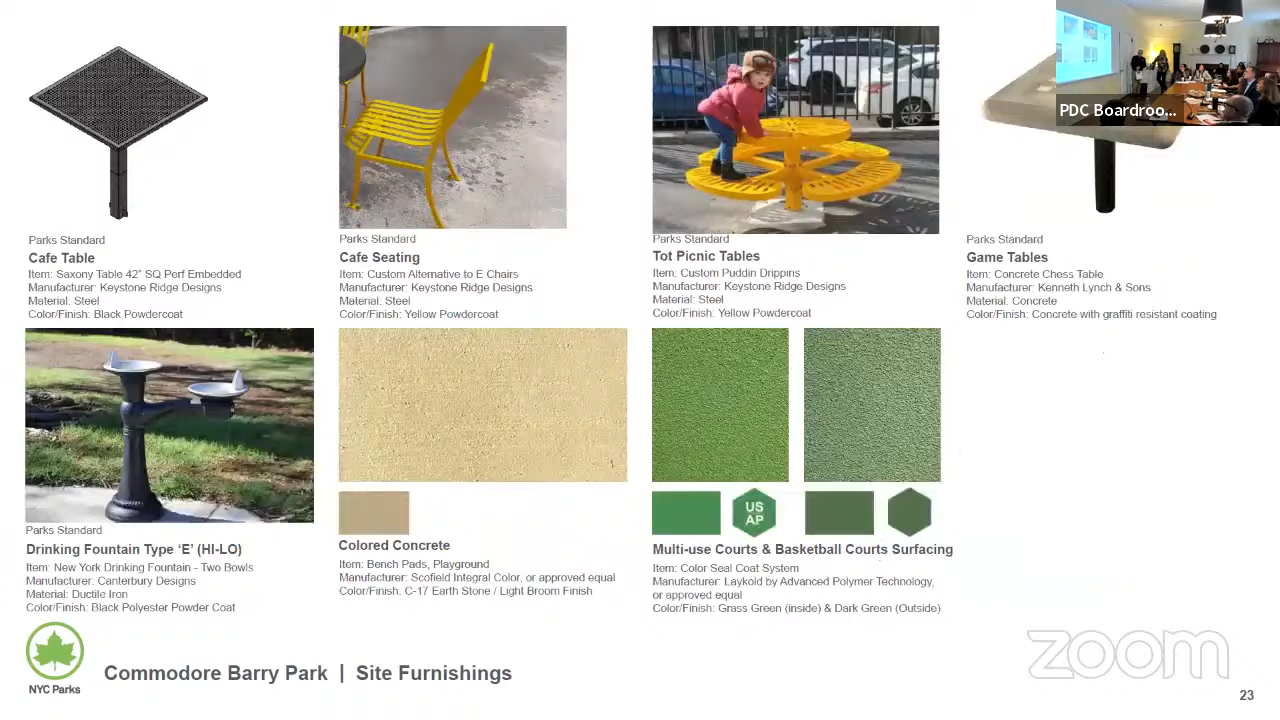 PDC Boardroo...
Parks Standard
Cafe Table
Item: Saxony Table 42" SQ Perf Embedded
Manufacturer: Keystone Ridge Designs
Material: Steel
Color/Finish: Black Powdercoat
Parks Standard
Cafe Seating
Item: Custom Alternative to E Chairs
Manufacturer: Keystone Ridge Designs
Material: Steel
Color/Finish: Yellow Powdercoat
Parks Standard
Tot Picnic Tables
Item: Custom Puddin Drippins
Manufacturer: Keystone Ridge Designs
Material: Steel
Color/Finish: Yellow Powdercoat
Parks Standard
Game Tables
Item: Concrete Chess Table
Manufacturer: Kenneth Lynch & Sons
Material: Concrete
Color/Finish: Concrete with graffiti resistant coating
Parks Standard
Drinking Fountain Type ‘E’ (HI-LO)
Item: New York Drinking Fountain - Two Bowls
Manufacturer: Canterbury Designs
Material: Ductile Iron
Color/Finish: Black Polyester Powder Coat
Colored Concrete
Item: Bench Pads, Playground
Manufacturer: Scofield Integral Color, or approved equal
Color/Finish: C-17 Earth Stone / Light Broom Finish
US
AP
Multi-use Courts & Basketball Courts Surfacing
Item: Color Seal Coat System
Manufacturer: Laykold by Advanced Polymer Technology,
or approved equal
Color/Finish: Grass Green (inside) & Dark Green (Outside)
NYC Parks
Commodore Barry Park | Site Furnishings
zoom
23